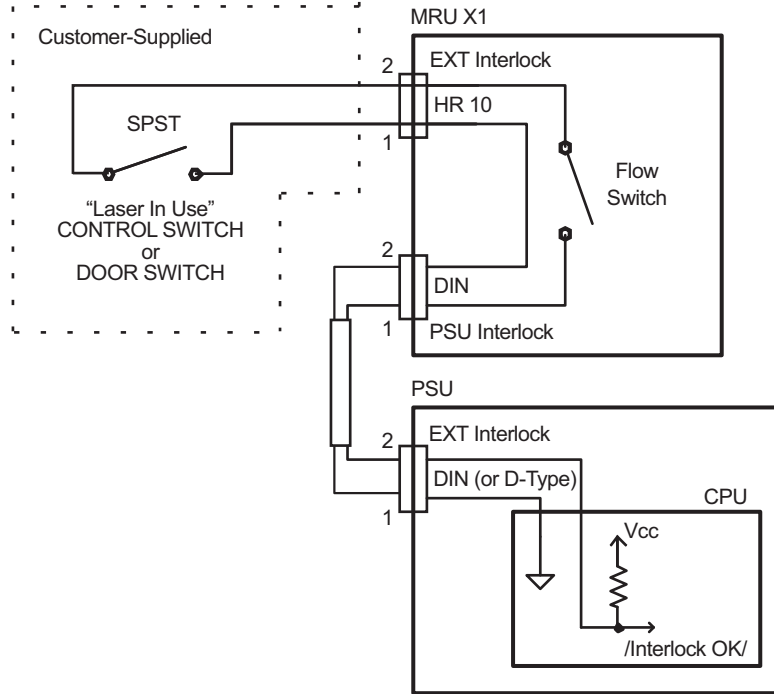 MRU X1
Customer-Supplied
2
EXT Interlock
HR 10
SPST
1
Flow
Switch
“Laser In Use”
CONTROL SWITCH
or
DOOR SWITCH
2
DIN
1
PSU Interlock
PSU
2
EXT Interlock
DIN (or D-Type)
CPU
1
Vcc
/Interlock OK/